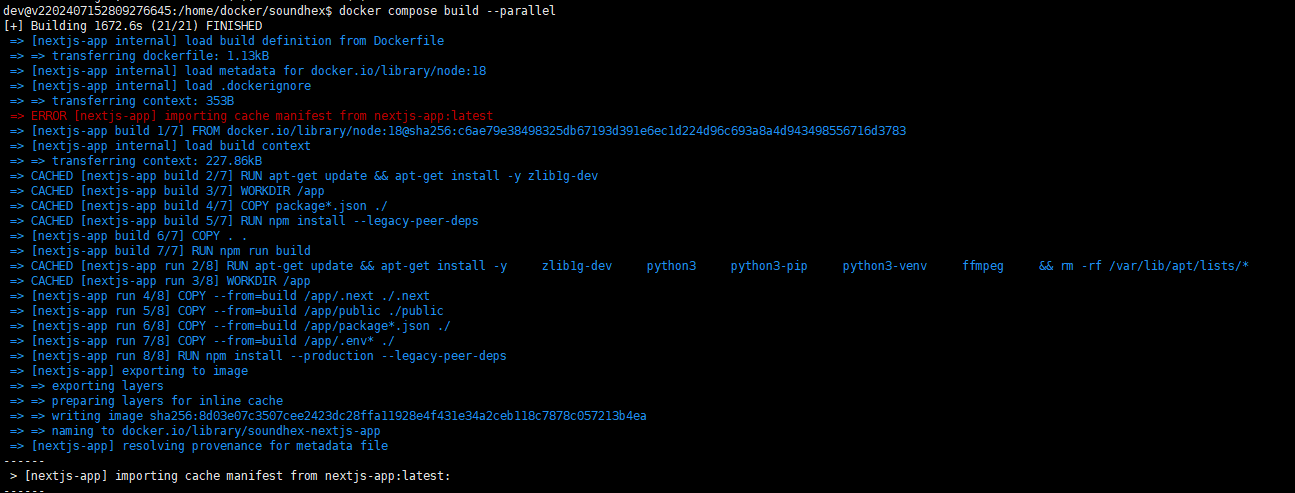 dev@v2202407152809276645:/home/docker/soundhex$ docker compose build --parallel
[+] Building 1672.6s (21/21) FINISHED
=> [nextjs-app internal] load build definition from Dockerfile
=> => transferring dockerfile: 1.13kB
=> [nextjs-app internal] load metadata for docker.io/library/node:18
=> [nextjs-app internal] load .dockerignore
=> => transferring context: 353B
=> ERROR [nextjs-app] importing cache manifest from nextjs-app:latest
=> [nextjs-app build 1/7] FROM docker.io/library/node:18@sha256:c6ae79e38498325db67193d391e6ec1d224d96c693a8a4d943498556716d3783
=> [nextjs-app internal] load build context
=> => transferring context: 227.86kB
=> CACHED [nextjs-app build 2/7] RUN apt-get update && apt-get install -y zlib1g-dev
=> CACHED [nextjs-app build 3/7] WORKDIR /app
=> CACHED [nextjs-app build 4/7] COPY package*.json ./
=> CACHED [nextjs-app build 5/7] RUN npm install --legacy-peer-deps
=> [nextjs-app build 6/7] COPY . .
=> [nextjs-app build 7/7] RUN npm run build
=> CACHED [nextjs-app run 2/8] RUN apt-get update && apt-get install -y     zlib1g-dev     python3     python3-pip     python3-venv     ffmpeg     && rm -rf /var/lib/apt/lists/*
=> CACHED [nextjs-app run 3/8] WORKDIR /app
=> [nextjs-app run 4/8] COPY --from=build /app/.next ./.next
=> [nextjs-app run 5/8] COPY --from=build /app/public ./public
=> [nextjs-app run 6/8] COPY --from=build /app/package*.json ./
=> [nextjs-app run 7/8] COPY --from=build /app/.env* ./
=> [nextjs-app run 8/8] RUN npm install --production --legacy-peer-deps
=> [nextjs-app] exporting to image
=> => exporting layers
=> => preparing layers for inline cache
=> => writing image sha256:8d03e07c3507cee2423dc28ffa11928e4f431e34a2ceb118c7878c057213b4ea
=> => naming to docker.io/library/soundhex-nextjs-app
=> [nextjs-app] resolving provenance for metadata file
------
> [nextjs-app] importing cache manifest from nextjs-app:latest:
------